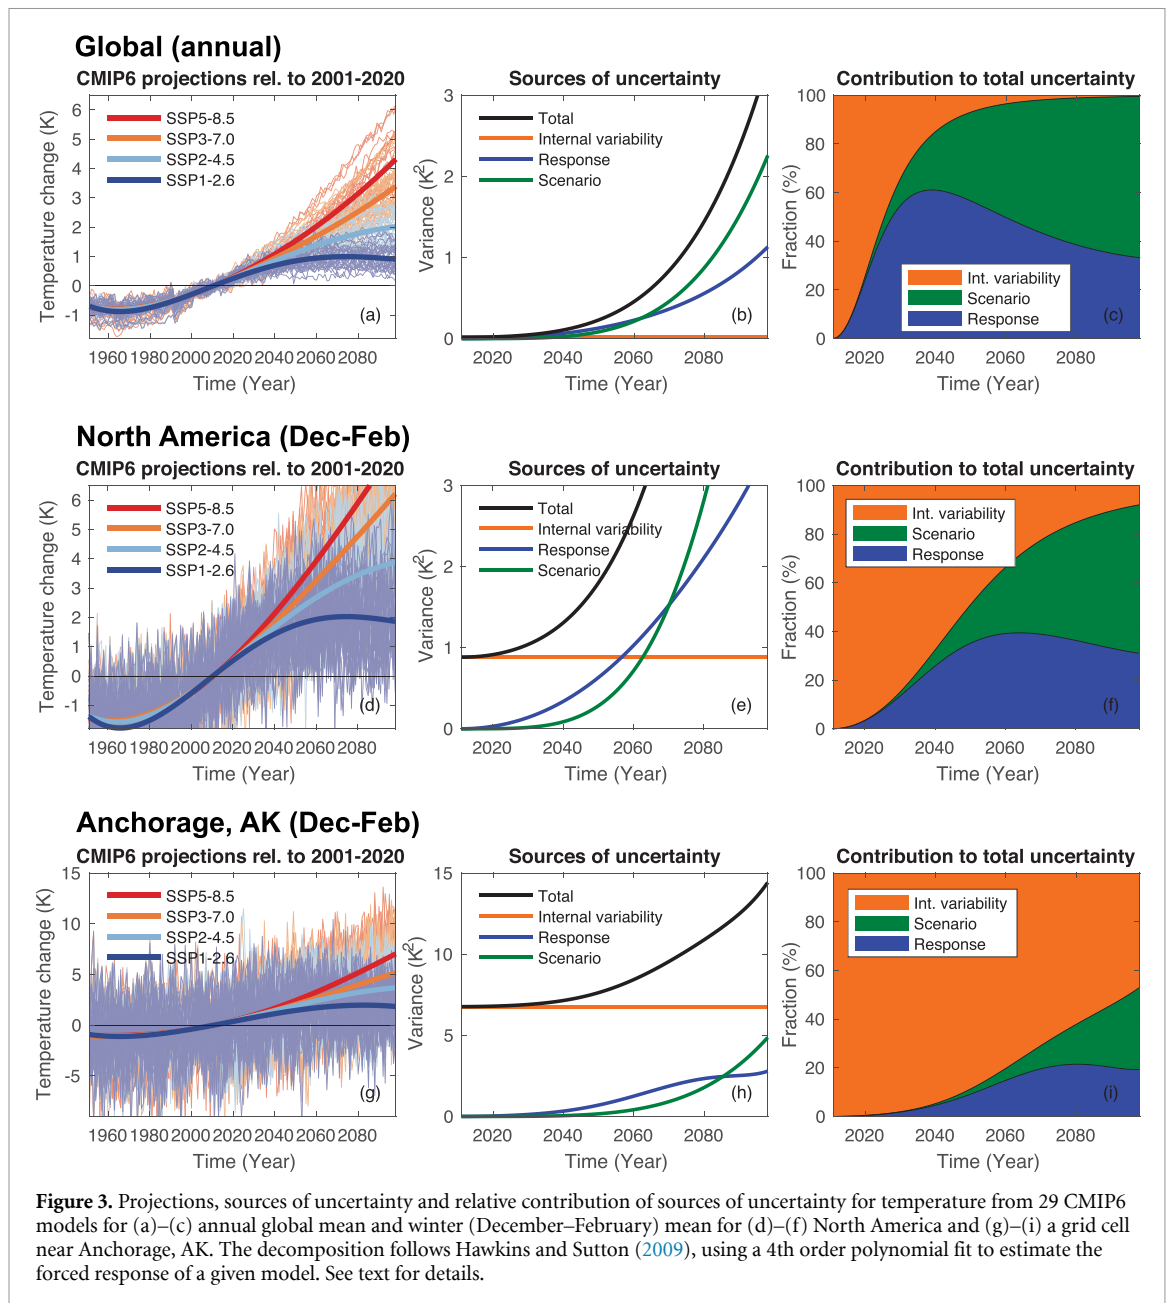 Global (annual)
CMIP6 projections rel. to 2001-2020
Temperature change (K)
6
5
4
3
2
1
0
-1
SSP5-8.5
SSP3-7.0
SSP2-4.5
SSP1-2.6
(a)
1960 1980 2000 2020 2040 2060 2080
Time (Year)
Sources of uncertainty
Variance (K2)
3
2
1
0
Total
Internal variability
Response
Scenario
(b)
2020 2040 2060 2080
Time (Year)
Contribution to total uncertainty
Fraction (%)
100
80
60
40
20
0
Int. variability
Scenario
Response
(c)
2020 2040 2060 2080
Time (Year)
North America (Dec-Feb)
CMIP6 projections rel. to 2001-2020
Temperature change (K)
6
5
4
3
2
1
0
-1
SSP5-8.5
SSP3-7.0
SSP2-4.5
SSP1-2.6
(d)
1960 1980 2000 2020 2040 2060 2080
Time (Year)
Sources of uncertainty
Variance (K2)
3
2
1
0
Total
Internal variability
Response
Scenario
(e)
2020 2040 2060 2080
Time (Year)
Contribution to total uncertainty
Fraction (%)
100
80
60
40
20
0
Int. variability
Scenario
Response
(f)
2020 2040 2060 2080
Time (Year)
Anchorage, AK (Dec-Feb)
CMIP6 projections rel. to 2001-2020
Temperature change (K)
15
10
5
0
-5
SSP5-8.5
SSP3-7.0
SSP2-4.5
SSP1-2.6
(g)
1960 1980 2000 2020 2040 2060 2080
Time (Year)
Sources of uncertainty
Variance (K2)
15
10
5
0
Total
Internal variability
Response
Scenario
(h)
2020 2040 2060 2080
Time (Year)
Contribution to total uncertainty
Fraction (%)
100
80
60
40
20
0
Int. variability
Scenario
Response
(i)
2020 2040 2060 2080
Time (Year)
Figure 3. Projections, sources of uncertainty and relative contribution of sources of uncertainty for temperature from 29 CMIP6
models for (a)–(c) annual global mean and winter (December–February) mean for (d)–(f) North America and (g)–(i) a grid cell
near Anchorage, AK. The decomposition follows Hawkins and Sutton (2009), using a 4th order polynomial fit to estimate the
forced response of a given model. See text for details.